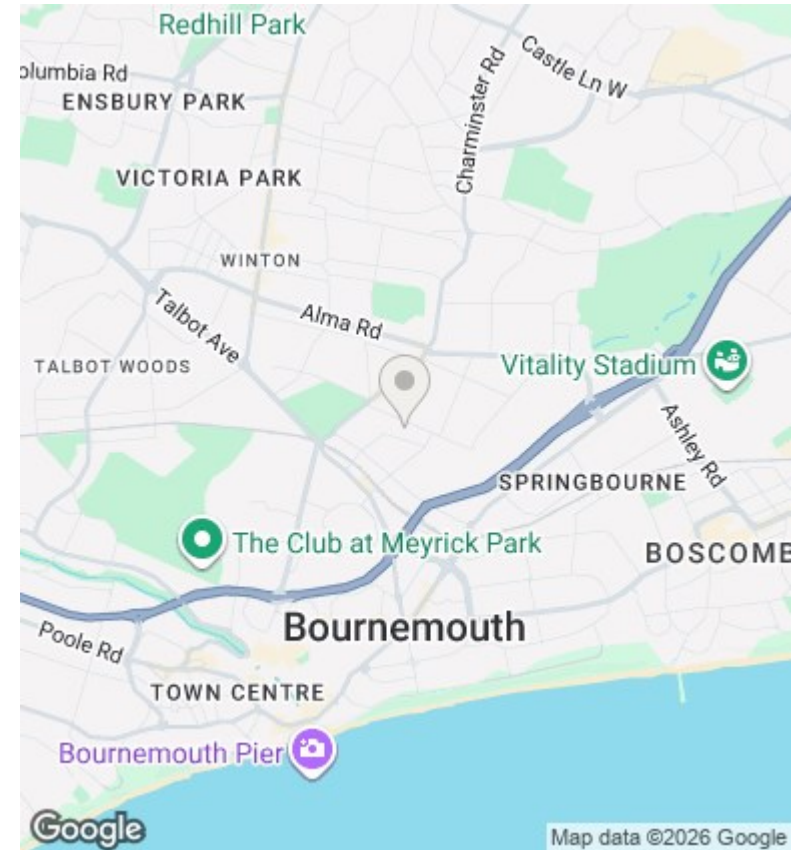 Redhill Park
olumbia Rd
ENSBURY PARK
Castle Ln W
Charminster Rd
VICTORIA PARK
WINTON
Talbot Ave
Alma Rd
TALBOT WOODS
Vitality Stadium
Ashley Rd
SPRINGBOURNE
The Club at Meyrick Park
BOSCOMB
Bournemouth
Poole Rd
TOWN CENTRE
Bournemouth Pier
Google
Map data ©2026 Google